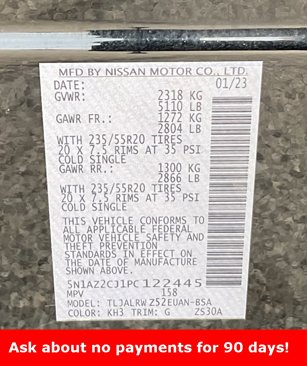 MFD BY NISSAN MOTOR CO., LTD.
DATE: 01/23
GVWR: 2318 KG
5110 LB
GAWR FR.: 1272 KG
2804 LB
WITH 235/55R20 TIRES
20 X 7.5 RIMS AT 35 PSI
COLD SINGLE
GAWR RR.: 1300 KG
2866 LB
WITH 235/55R20 TIRES
20 X 7.5 RIMS AT 35 PSI
COLD SINGLE
THIS VEHICLE CONFORMS TO
ALL APPLICABLE FEDERAL
MOTOR VEHICLE SAFETY AND
THEFT PREVENTION
STANDARDS IN EFFECT ON
THE DATE OF MANUFACTURE
SHOWN ABOVE.
5N1AZ2CJ1PC122445
MPV 158
MODEL: TLJALRWZS2EUAN-BSA
COLOR: KH3 TRIM: G ZS30A
Ask about no payments for 90 days!